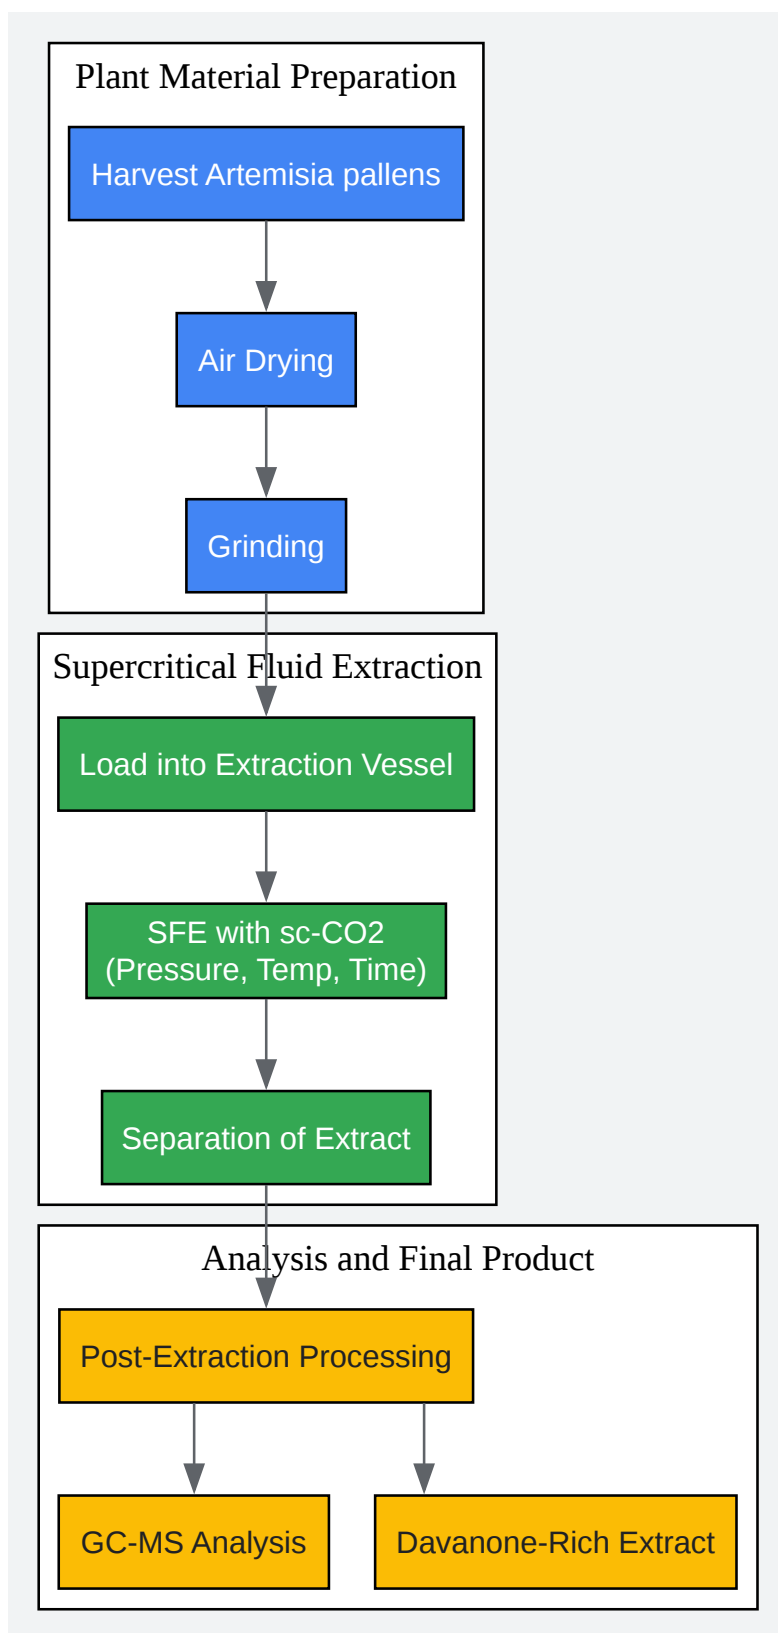 Plant Material Preparation
Harvest Artemisia pallens
Air Drying
Grinding
Supercritical Fluid Extraction
Load into Extraction Vessel
SFE with sc-CO2
(Pressure, Temp, Time)
Separation of Extract
Analysis and Final Product
Post-Extraction Processing
GC-MS Analysis
Davanone-Rich Extract